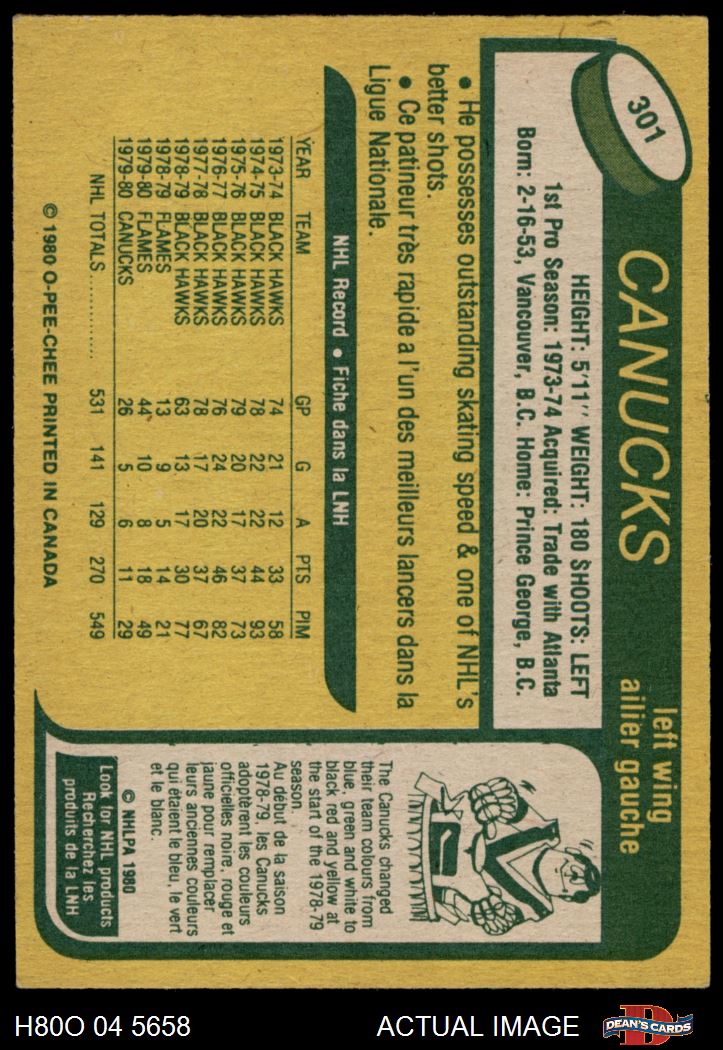 301
CANUCKS
left wing
ailier gauche
HEIGHT: 5'11'' WEIGHT: 180 SHOOTS: LEFT
1st Pro Season: 1973-74 Acquired: Trade with Atlanta
Born: 2-16-53, Vancouver, B.C. Home: Prince George, B.C.
• He possesses outstanding skating speed & one of NHL's
better shots.
• Ce patineur très rapide a l'un des meilleurs lancers dans la
Ligue Nationale.
NHL Record • Fiche dans la LNH
YEAR TEAM GP G A PTS PIM
1973-74 BLACK HAWKS 74 21 12 33 58
1974-75 BLACK HAWKS 78 22 22 44 93
1975-76 BLACK HAWKS 79 20 17 37 73
1976-77 BLACK HAWKS 76 24 22 46 82
1977-78 BLACK HAWKS 78 17 20 37 67
1978-79 BLACK HAWKS 63 13 17 30 77
1978-79 FLAMES 13 9 5 14 21
1979-80 FLAMES 44 10 8 18 49
1979-80 CANUCKS 26 5 6 11 29
NHL TOTALS .............. 531 141 129 270 549
© 1980 O-PEE-CHEE PRINTED IN CANADA
The Canucks changed
their team colours from
blue, green and white to
black red and yellow at
the start of the 1978-79
season.
Au début de la saison
1978-79, les Canucks
adoptèrent les couleurs
officielles noire, rouge et
jaune pour remplacer
leurs anciennes couleurs
qui étaient le bleu, le vert
et le blanc.
© NHLPA 1980
Look for NHL products
Recherchez les
produits de la LNH
H80O 04 5658
ACTUAL IMAGE
D
DEAN'S CARDS